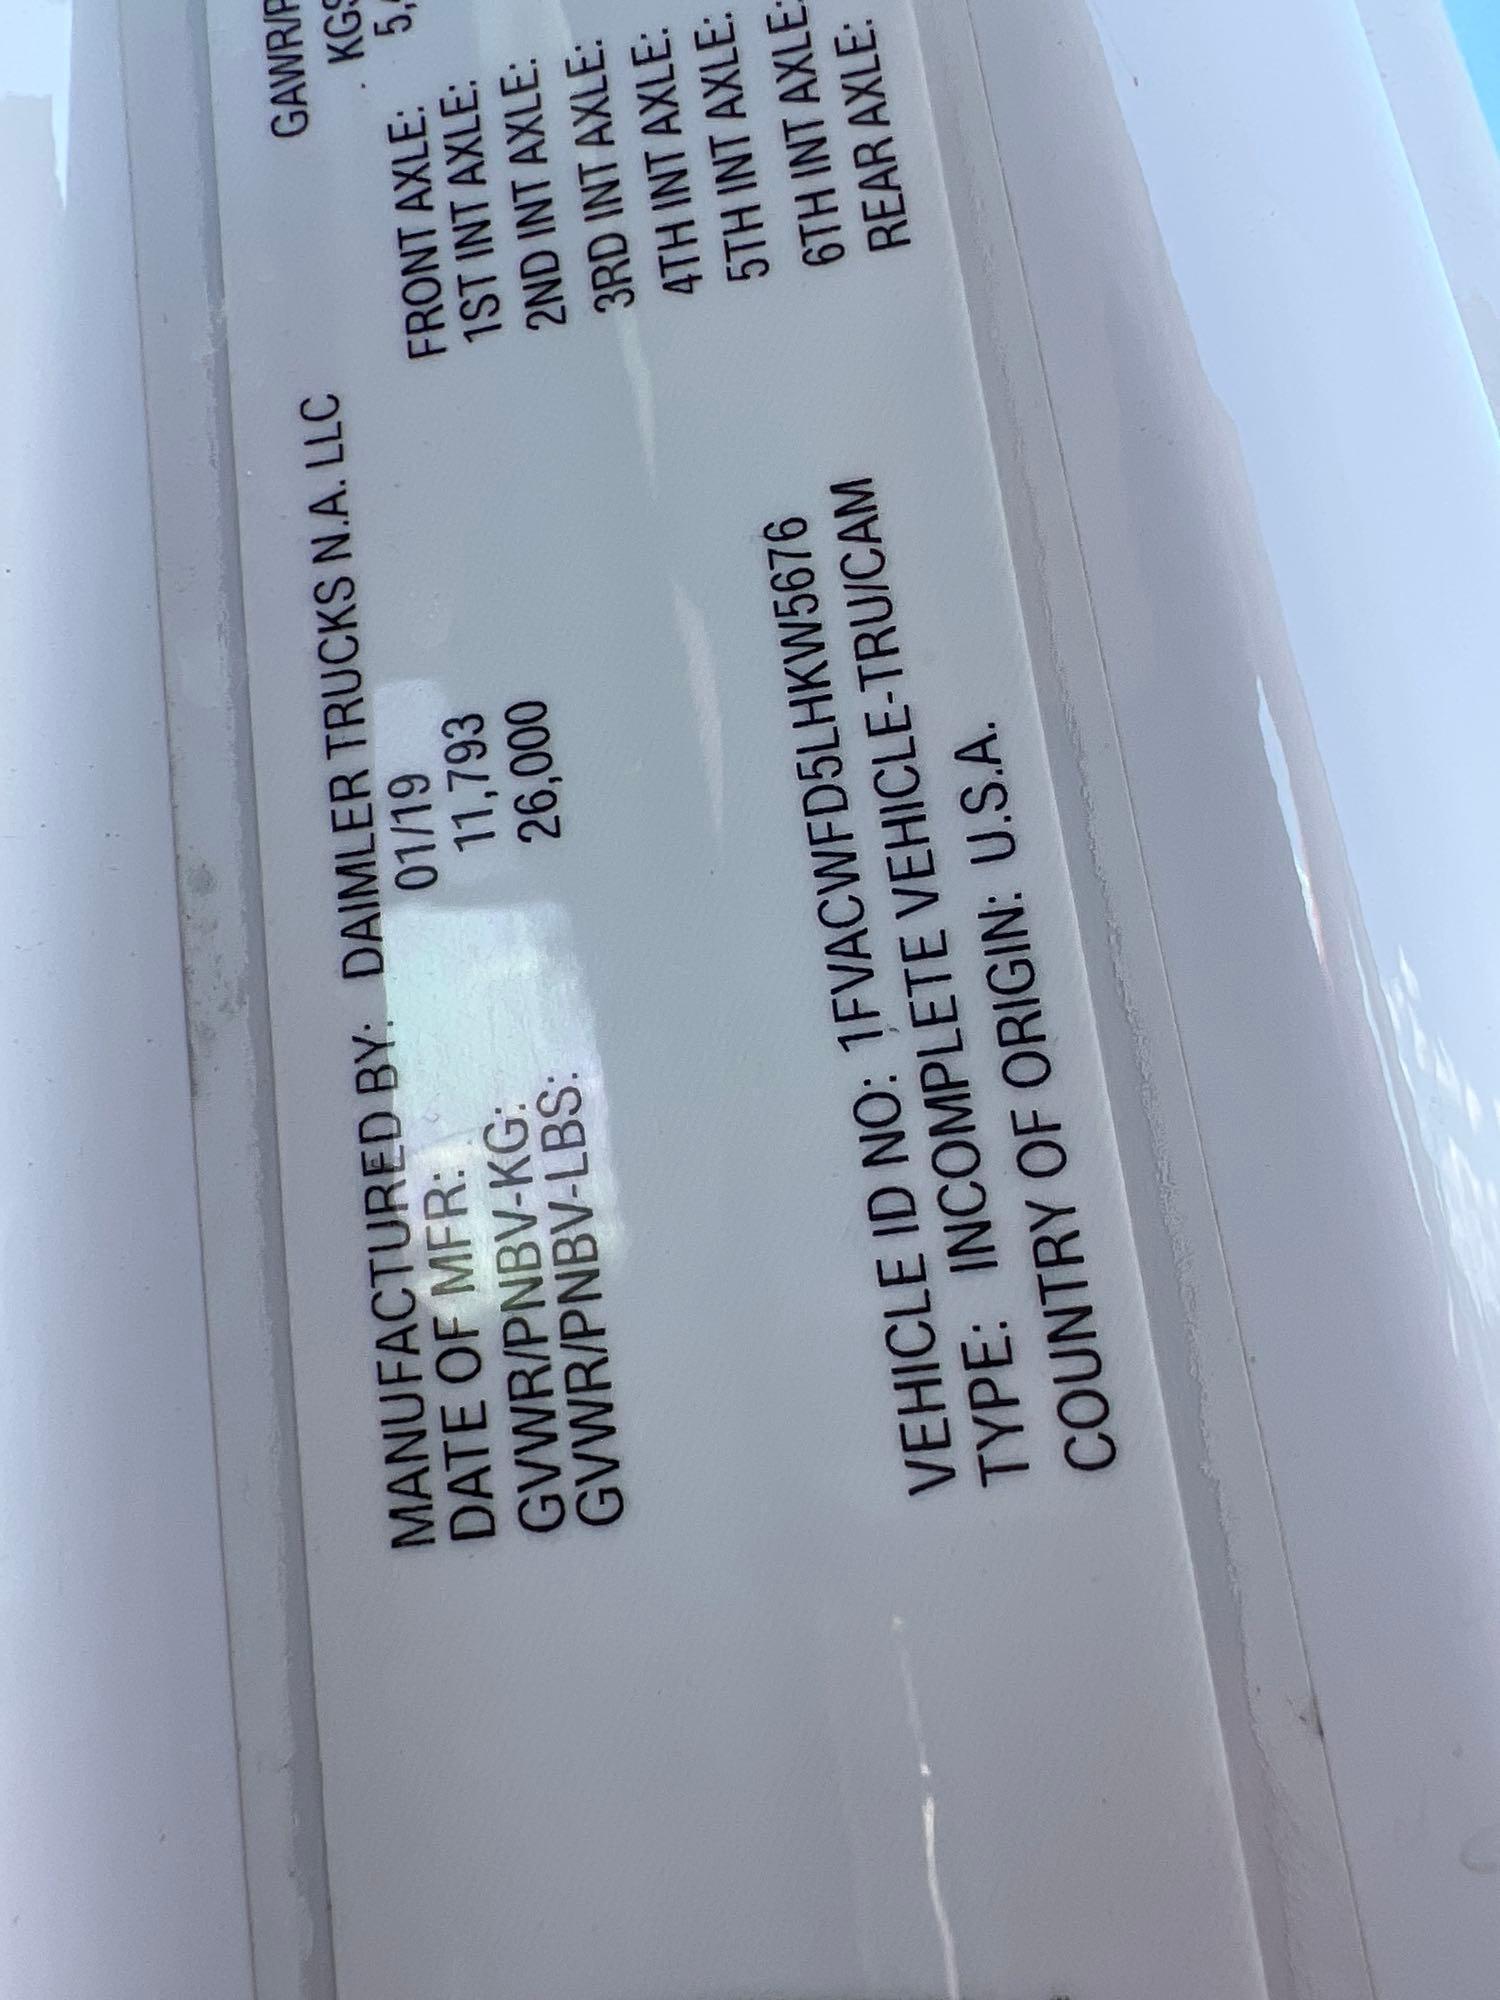 MANUFACTURED BY: DAIMLER TRUCKS N.A. LLC
DATE OF MFR: 01/19
GVWR/PNBV-KG: 11,793
GVWR/PNBV-LBS: 26,000
VEHICLE ID NO: 1FVACWFD5LHKW5676
TYPE: INCOMPLETE VEHICLE-TRU/CAM
COUNTRY OF ORIGIN: U.S.A.
GAWR/P
KGS
5,
FRONT AXLE:
1ST INT AXLE:
2ND INT AXLE:
3RD INT AXLE:
4TH INT AXLE:
5TH INT AXLE:
6TH INT AXLE:
REAR AXLE: